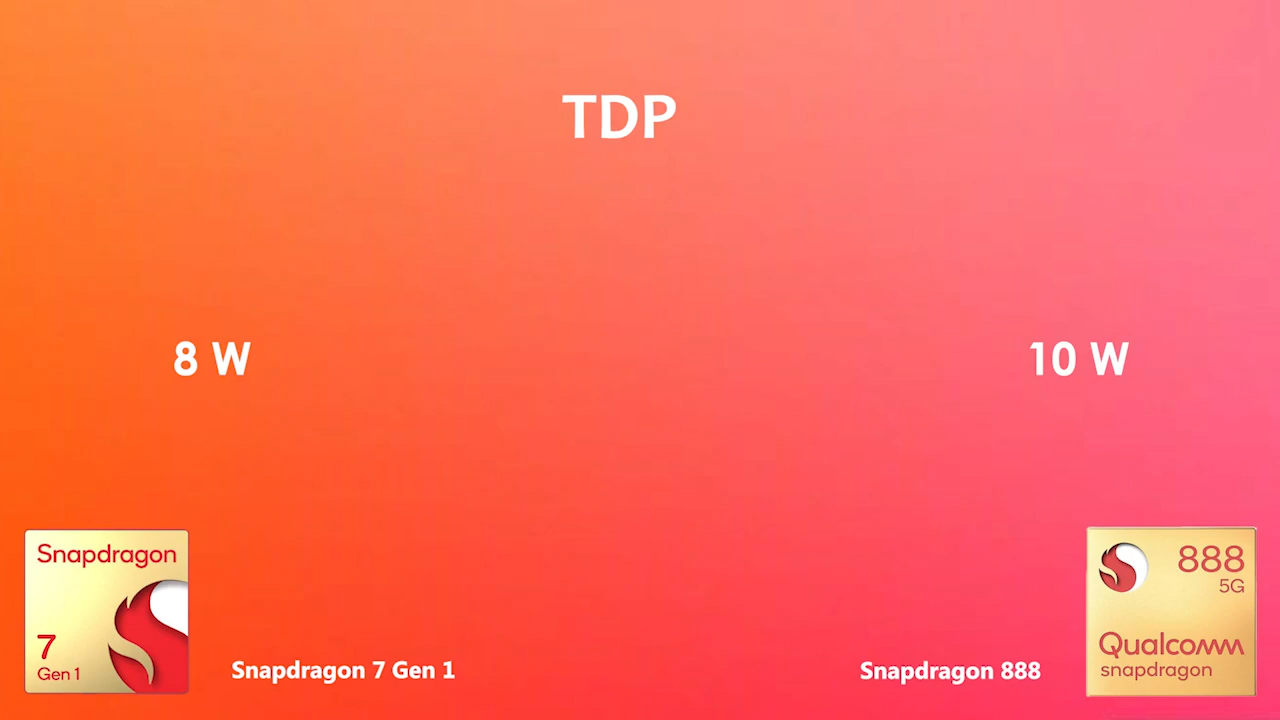 TDP
8 W
10 W
Snapdragon
7
Gen 1
Snapdragon 7 Gen 1
Snapdragon 888
888
5G
Qualcomm
snapdragon